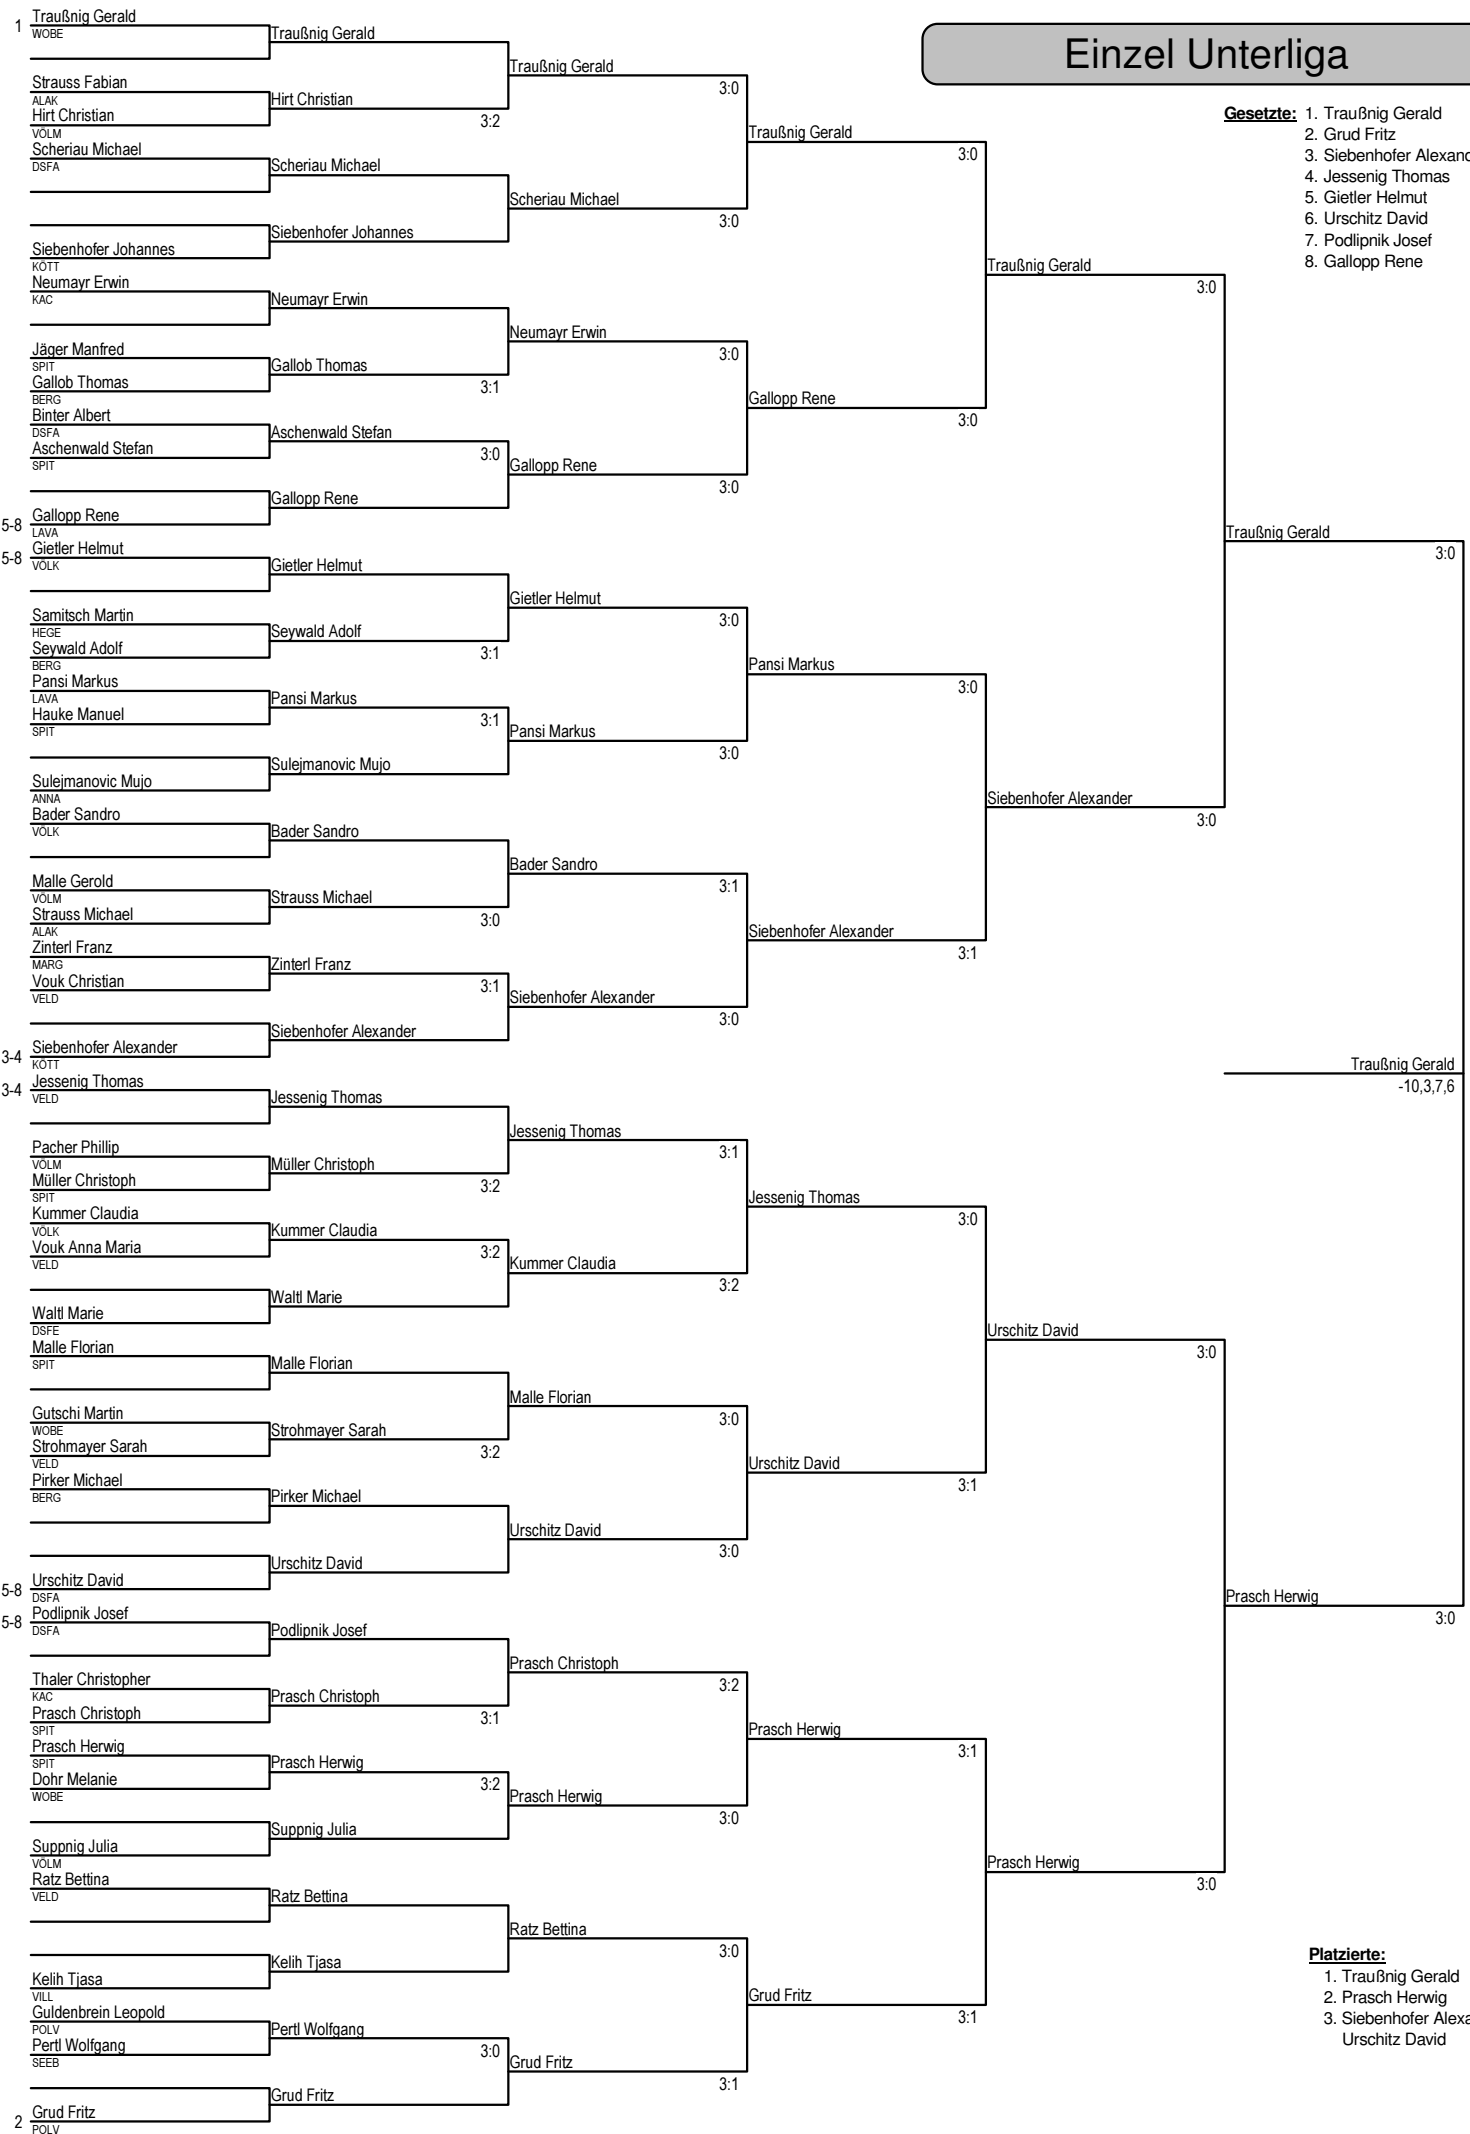 Einzel Unterliga
Gesetzte: 1. Traußnig Gerald
2. Grud Fritz
3. Siebenhofer Alexand
4. Jessenig Thomas
5. Gietler Helmut
6. Urschitz David
7. Podlipnik Josef
8. Gallopp Rene
1 Traußnig Gerald
WOBE
Strauss Fabian
ALAK
Hirt Christian
VÖLM
Scheriau Michael
DSFA
Siebenhofer Johannes
KÖTT
Neumayr Erwin
KAC
Jäger Manfred
SPIT
Gallob Thomas
BERG
Binter Albert
DSFA
Aschenwald Stefan
SPIT
5-8 Gallopp Rene
LAVA
5-8 Gietler Helmut
VÖLK
Samitsch Martin
HEGE
Seywald Adolf
BERG
Pansi Markus
LAVA
Hauke Manuel
SPIT
Sulejmanovic Mujo
ANNA
Bader Sandro
VÖLK
Malle Gerold
VÖLM
Strauss Michael
ALAK
Zinterl Franz
MARG
Vouk Christian
VELD
3-4 Siebenhofer Alexander
KÖTT
3-4 Jessenig Thomas
VELD
Pacher Phillip
VÖLM
Müller Christoph
SPIT
Kummer Claudia
VÖLK
Vouk Anna Maria
VELD
Waltl Marie
DSFE
Malle Florian
SPIT
Gutschi Martin
WOBE
Strohmayer Sarah
VELD
Pirker Michael
BERG
5-8 Urschitz David
DSFA
5-8 Podlipnik Josef
DSFA
Thaler Christopher
KAC
Prasch Christoph
SPIT
Prasch Herwig
SPIT
Dohr Melanie
WOBE
Suppnig Julia
VÖLM
Ratz Bettina
VELD
Kelih Tjasa
VILL
Guldenbrein Leopold
POLV
Pertl Wolfgang
SEEB
2 Grud Fritz
POLV
Traußnig Gerald
Hirt Christian
3:2
Scheriau Michael
Siebenhofer Johannes
Neumayr Erwin
Gallob Thomas
3:1
Aschenwald Stefan
3:0
Gallopp Rene
Gietler Helmut
Seywald Adolf
3:1
Pansi Markus
3:1
Sulejmanovic Mujo
Bader Sandro
Strauss Michael
3:0
Zinterl Franz
3:1
Siebenhofer Alexander
Jessenig Thomas
Müller Christoph
3:2
Kummer Claudia
3:2
Waltl Marie
Malle Florian
Strohmayer Sarah
3:2
Pirker Michael
Urschitz David
Podlipnik Josef
Prasch Christoph
3:1
Prasch Herwig
3:2
Suppnig Julia
Ratz Bettina
Kelih Tjasa
Pertl Wolfgang
3:0
Grud Fritz
Traußnig Gerald
3:0
Scheriau Michael
3:0
Neumayr Erwin
3:0
Gallopp Rene
3:0
Gietler Helmut
3:0
Pansi Markus
3:0
Bader Sandro
3:1
Siebenhofer Alexander
3:0
Jessenig Thomas
3:1
Kummer Claudia
3:2
Malle Florian
3:0
Urschitz David
3:0
Prasch Christoph
3:2
Prasch Herwig
3:0
Ratz Bettina
3:0
Grud Fritz
3:1
Traußnig Gerald
3:0
Gallopp Rene
3:0
Pansi Markus
3:0
Siebenhofer Alexander
3:1
Jessenig Thomas
3:0
Urschitz David
3:1
Prasch Herwig
3:1
Grud Fritz
3:1
Traußnig Gerald
3:0
Siebenhofer Alexander
3:0
Urschitz David
3:0
Prasch Herwig
3:0
Traußnig Gerald
3:0
Prasch Herwig
3:0
Traußnig Gerald
-10,3,7,6
Platzierte:
1. Traußnig Gerald
2. Prasch Herwig
3. Siebenhofer Alexa
Urschitz David